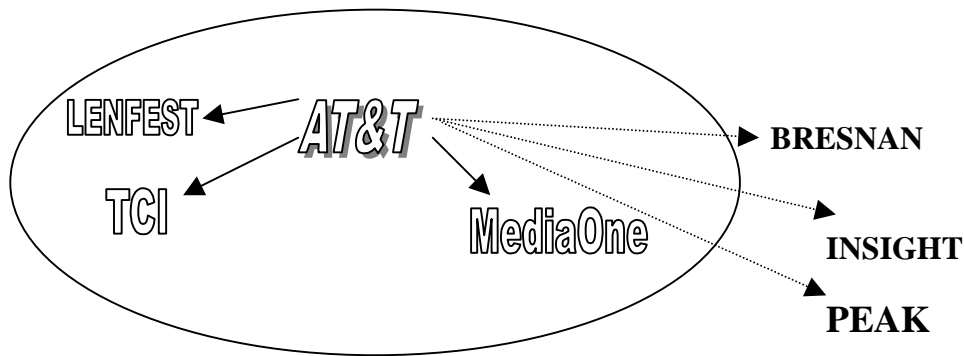 LENFEST
AT&T
BRESNAN
TCI
MediaOne
INSIGHT
PEAK